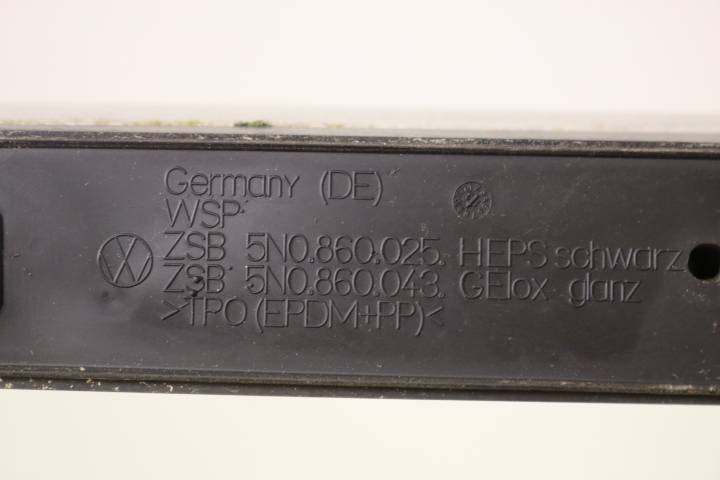 Germany (DE)
WSP
ZSB 5N0.860.025. HEPS schwarz
ZSB 5N0.860.043. GElox glanz
>TPO(EPDM+PP)<